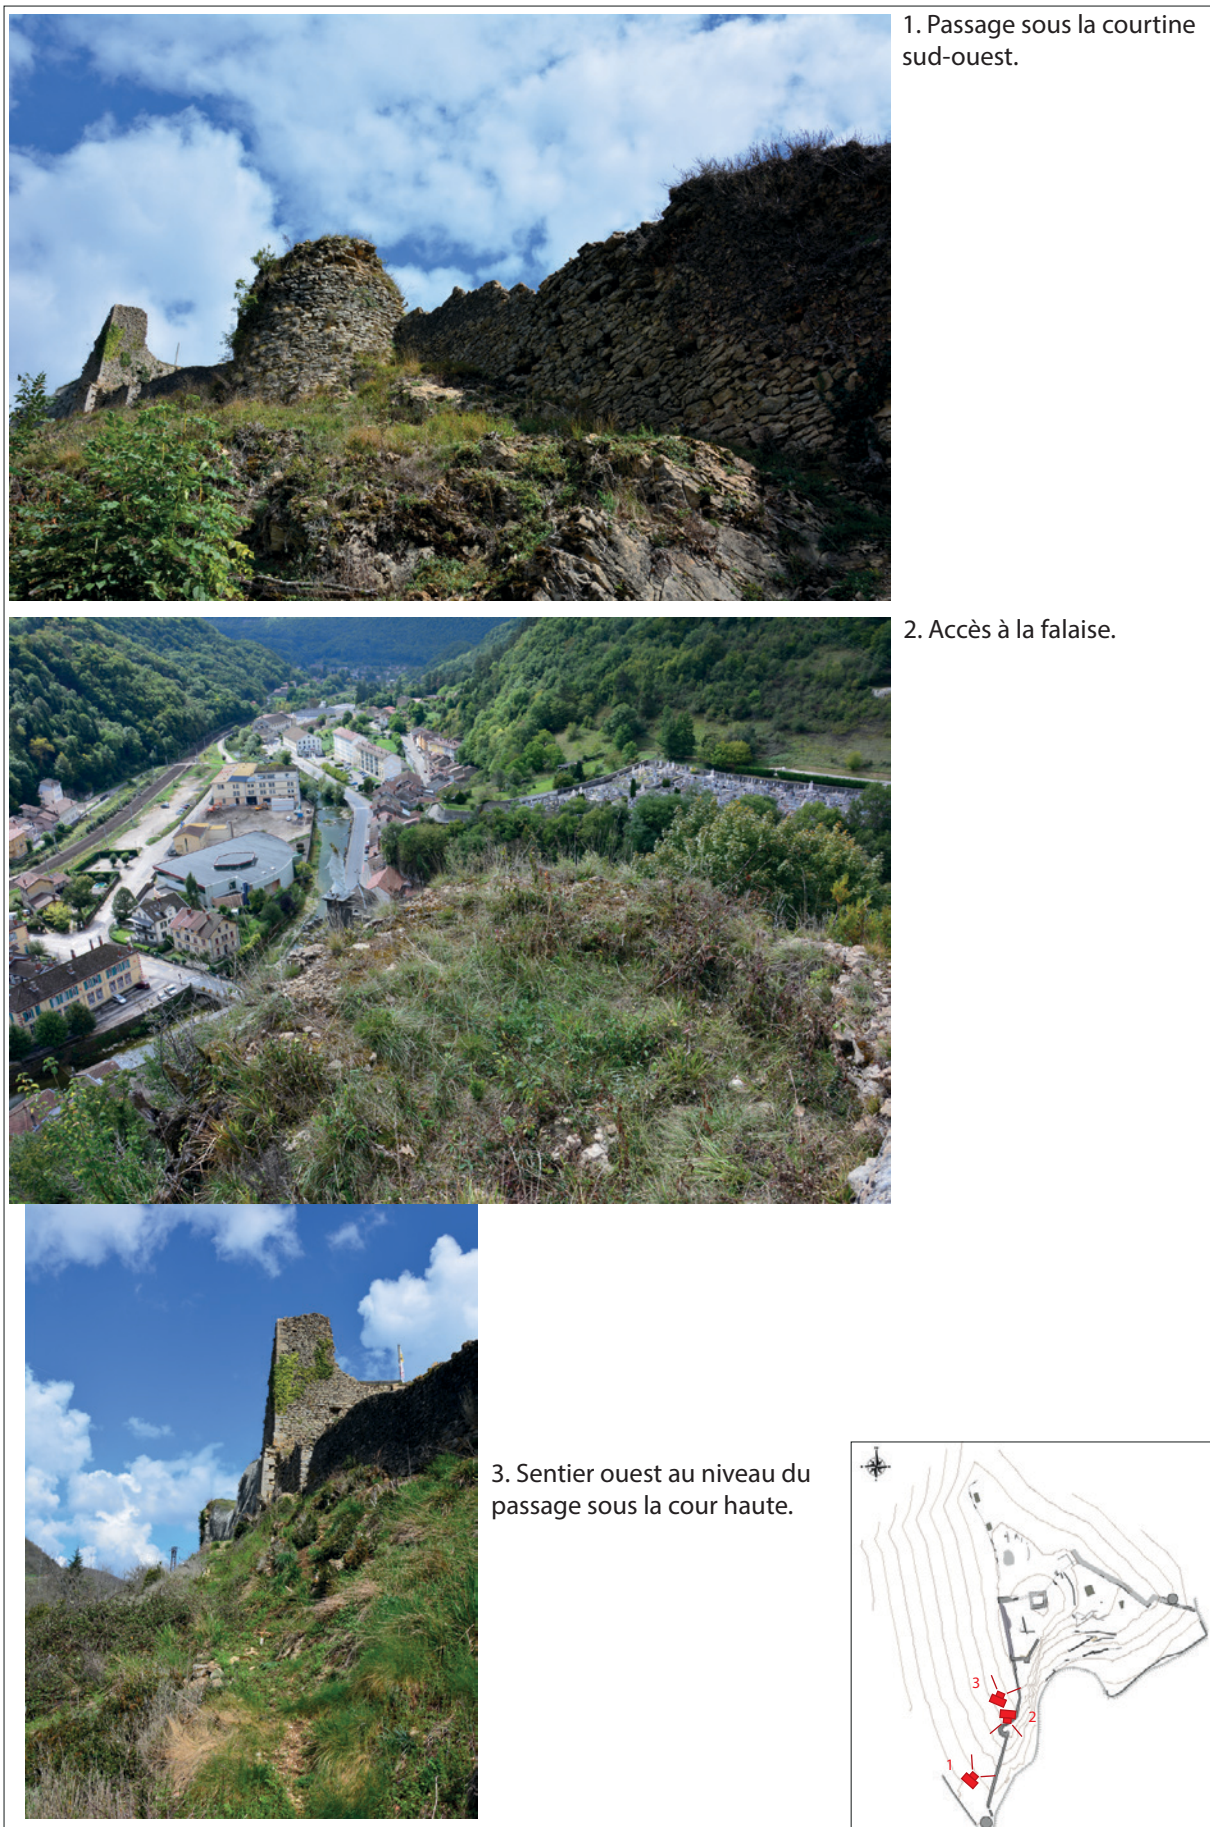 1. Passage sous la courtine
sud-ouest.
2. Accès à la falaise.
3. Sentier ouest au niveau du
passage sous la cour haute.
3
2
1